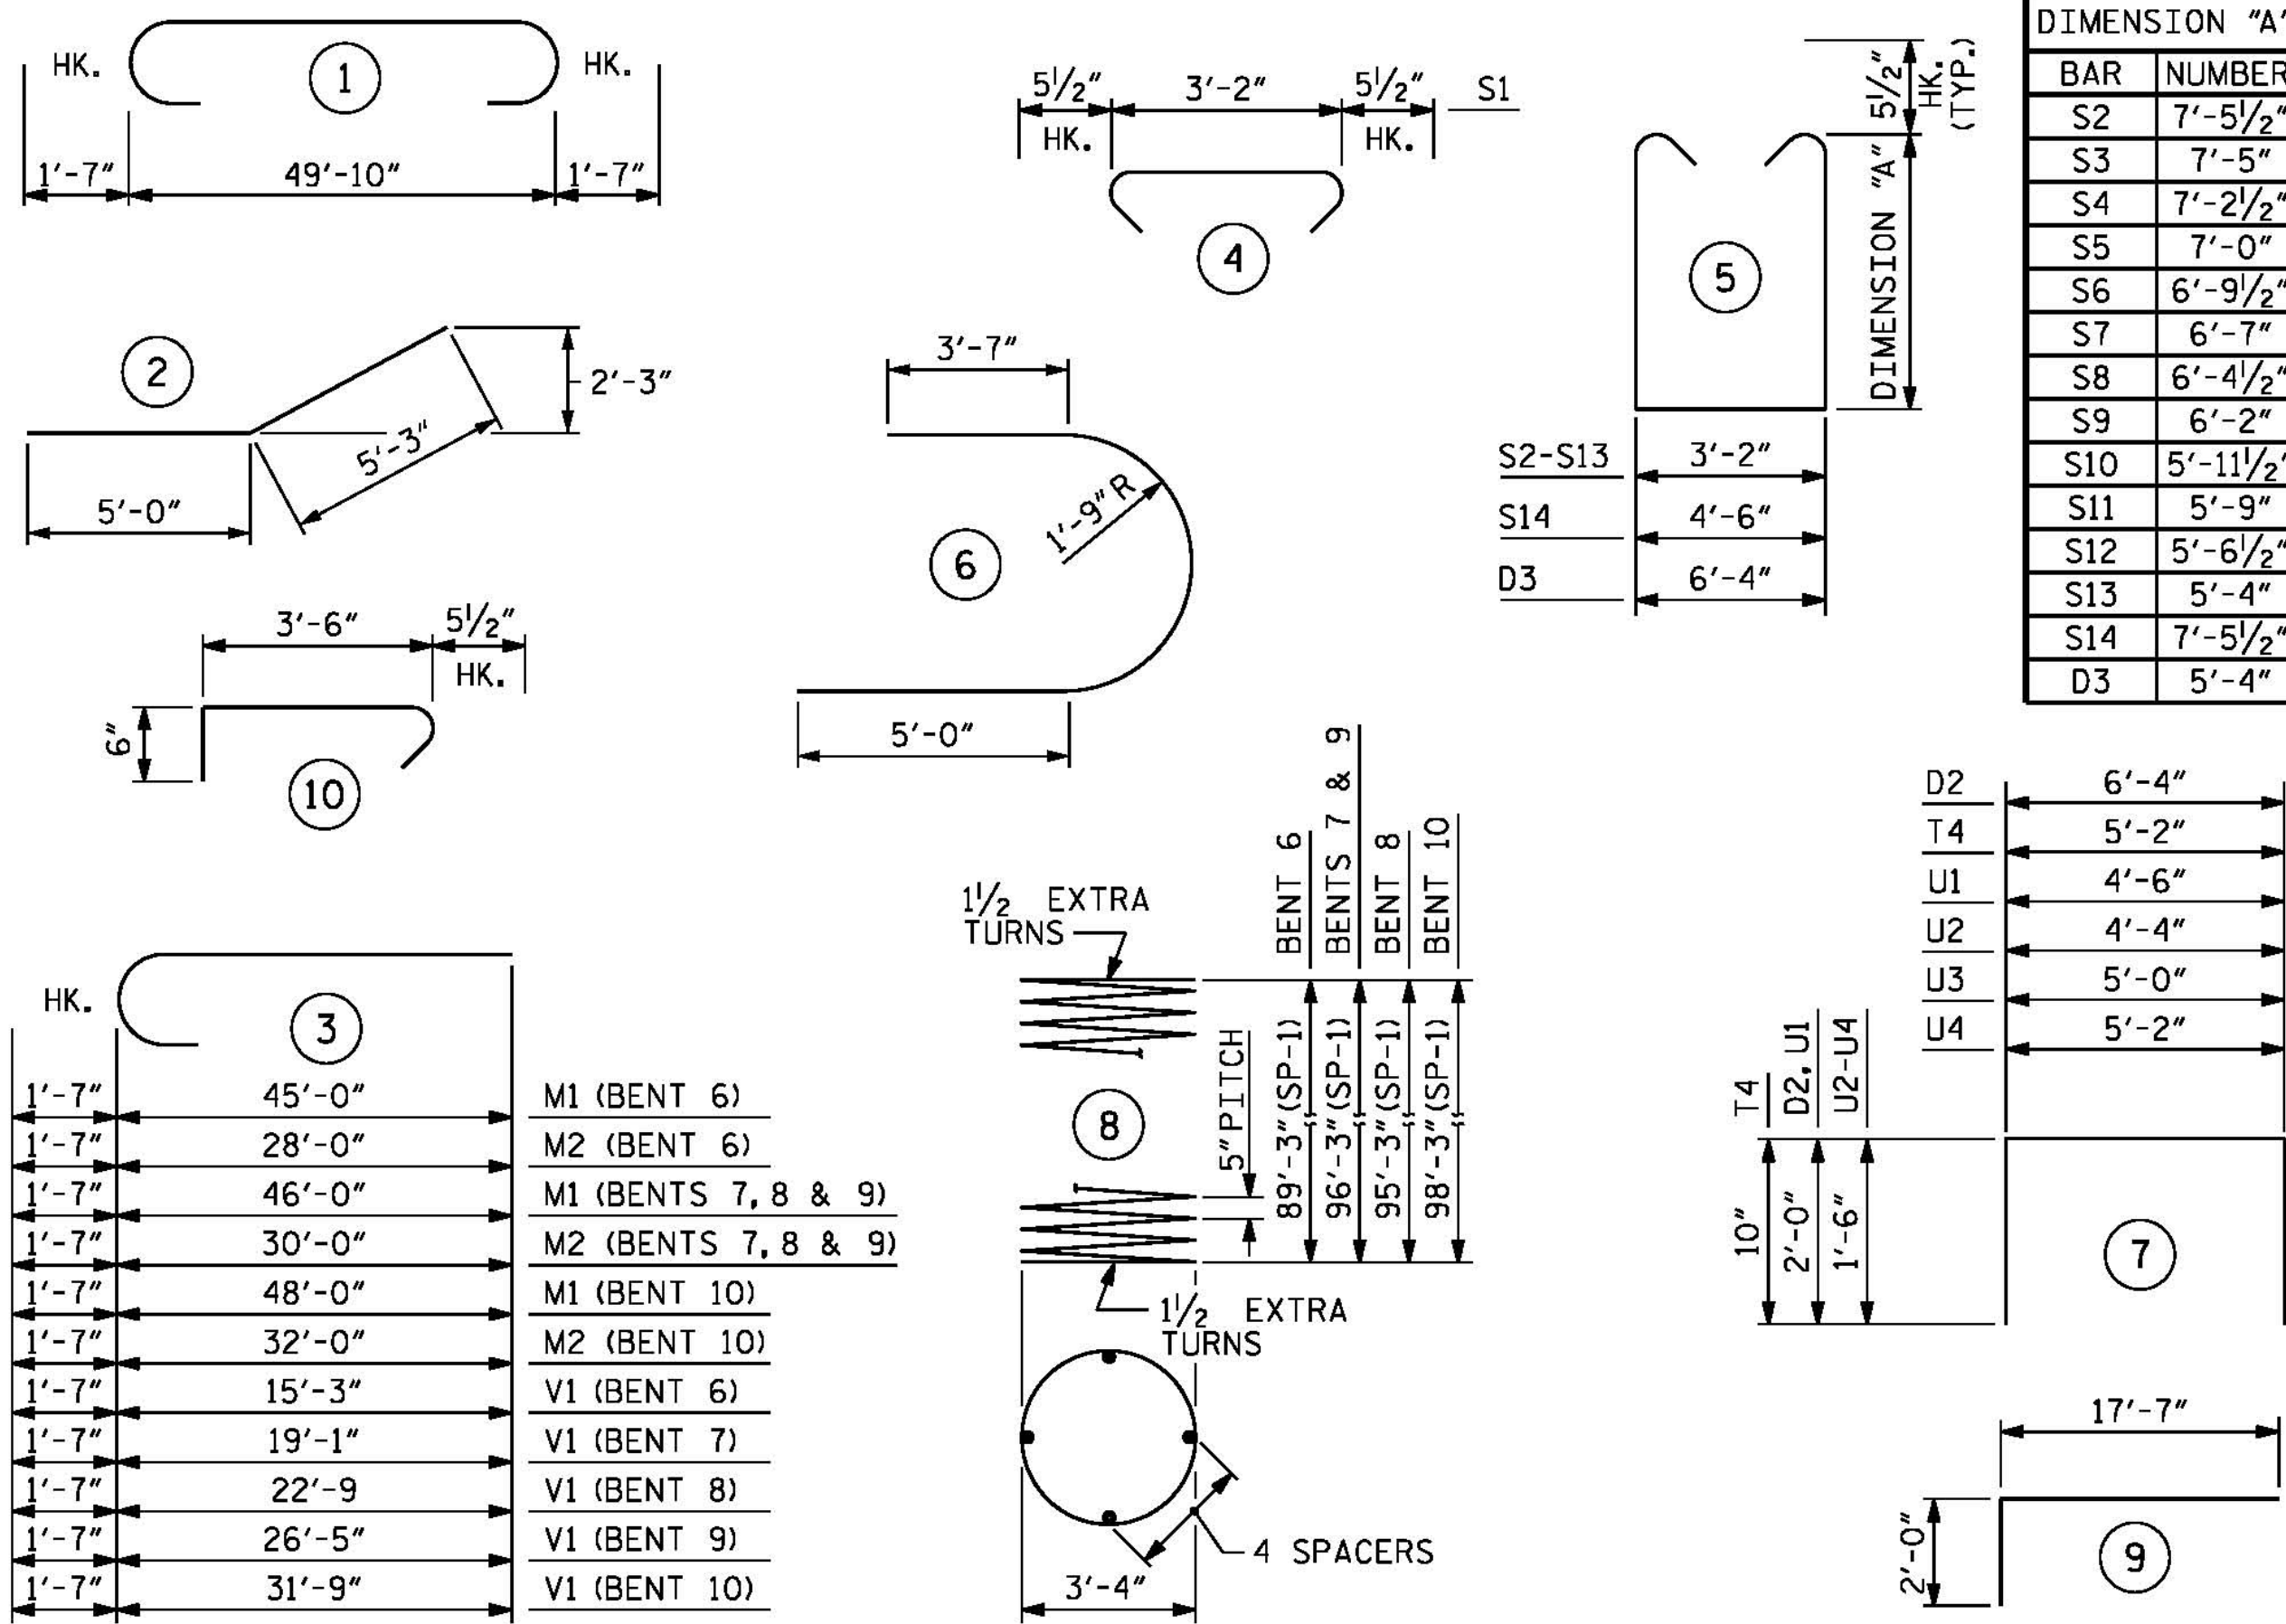 HK.
HK.
1
1'-7"
49'-10"
1'-7"
2
2'-3"
5'-3"
5'-0"
3'-6"
5½"
HK.
6"
10
5½"
3'-2"
5½"
S1
HK.
HK.
4
3'-7"
1'-9" R
6
5'-0"
5½"
HK.
(TYP.)
DIMENSION "A"
5
S2-S13
3'-2"
S14
4'-6"
D3
6'-4"
DIMENSION "A"
BAR NUMBER
S2 7'-5½"
S3 7'-5"
S4 7'-2½"
S5 7'-0"
S6 6'-9½"
S7 6'-7"
S8 6'-4½"
S9 6'-2"
S10 5'-11½"
S11 5'-9"
S12 5'-6½"
S13 5'-4"
S14 7'-5½"
D3 5'-4"
HK.
3
1'-7" 45'-0" M1 (BENT 6)
1'-7" 28'-0" M2 (BENT 6)
1'-7" 46'-0" M1 (BENTS 7, 8 & 9)
1'-7" 30'-0" M2 (BENTS 7, 8 & 9)
1'-7" 48'-0" M1 (BENT 10)
1'-7" 32'-0" M2 (BENT 10)
1'-7" 15'-3" V1 (BENT 6)
1'-7" 19'-1" V1 (BENT 7)
1'-7" 22'-9 V1 (BENT 8)
1'-7" 26'-5" V1 (BENT 9)
1'-7" 31'-9" V1 (BENT 10)
1½ EXTRA
TURNS
8
5" PITCH
89'-3"(SP-1) BENT 6
96'-3"(SP-1) BENTS 7 & 9
95'-3"(SP-1) BENT 8
98'-3"(SP-1) BENT 10
1½ EXTRA
TURNS
4 SPACERS
3'-4"
D2 6'-4"
T4 5'-2"
U1 4'-6"
U2 4'-4"
U3 5'-0"
U4 5'-2"
10" T4
2'-0" D2, U1
1'-6" U2-U4
7
17'-7"
2'-0"
9